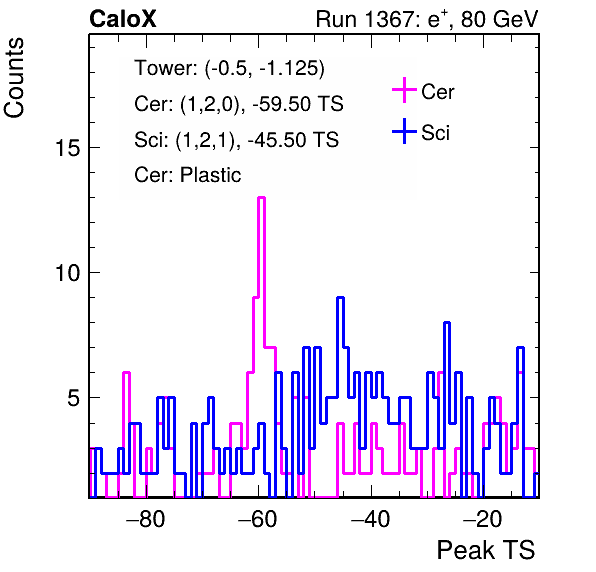 CaloX Run 1367: e⁺, 80 GeV
Counts
Tower: (-0.5, -1.125)
Cer: (1,2,0), -59.50 TS
Sci: (1,2,1), -45.50 TS
Cer: Plastic
Cer
Sci
15
10
5
−80 −60 −40 −20
Peak TS